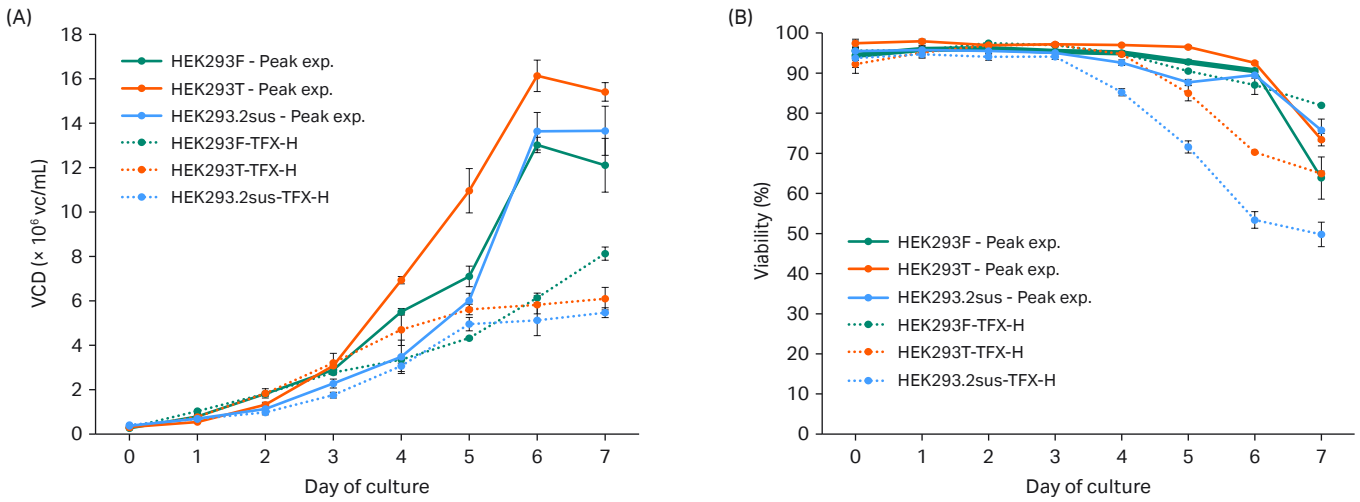 (A)
VCD (× 10⁶ vc/mL)
18
16
14
12
10
8
6
4
2
0
HEK293F - Peak exp.
HEK293T - Peak exp.
HEK293.2sus - Peak exp.
HEK293F-TFX-H
HEK293T-TFX-H
HEK293.2sus-TFX-H
0 1 2 3 4 5 6 7
Day of culture
(B)
Viability (%)
100
90
80
70
60
50
40
30
20
10
0
HEK293F - Peak exp.
HEK293T - Peak exp.
HEK293.2sus - Peak exp.
HEK293F-TFX-H
HEK293T-TFX-H
HEK293.2sus-TFX-H
0 1 2 3 4 5 6 7
Day of culture